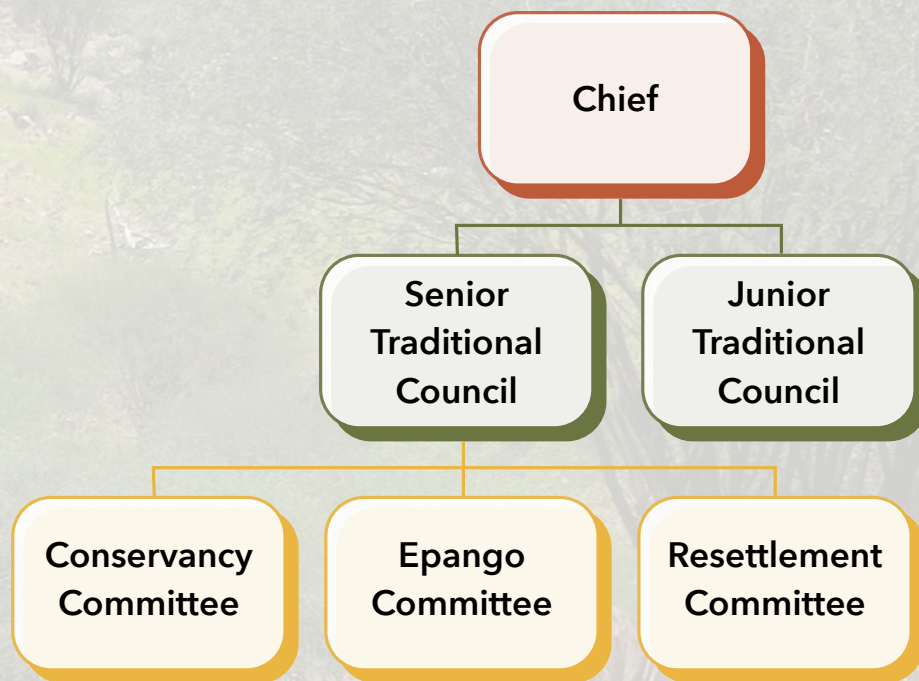 Chief
Senior
Traditional
Council
Junior
Traditional
Council
Conservancy
Committee
Epango
Committee
Resettlement
Committee